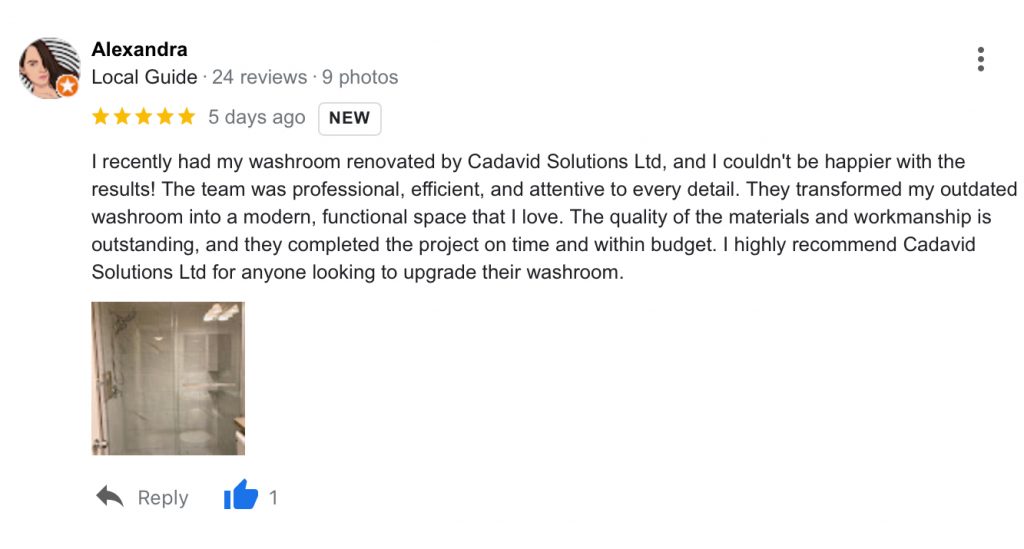 Alexandra
Local Guide · 24 reviews · 9 photos
5 days ago NEW
I recently had my washroom renovated by Cadavid Solutions Ltd, and I couldn't be happier with the
results! The team was professional, efficient, and attentive to every detail. They transformed my outdated
washroom into a modern, functional space that I love. The quality of the materials and workmanship is
outstanding, and they completed the project on time and within budget. I highly recommend Cadavid
Solutions Ltd for anyone looking to upgrade their washroom.
Reply 1